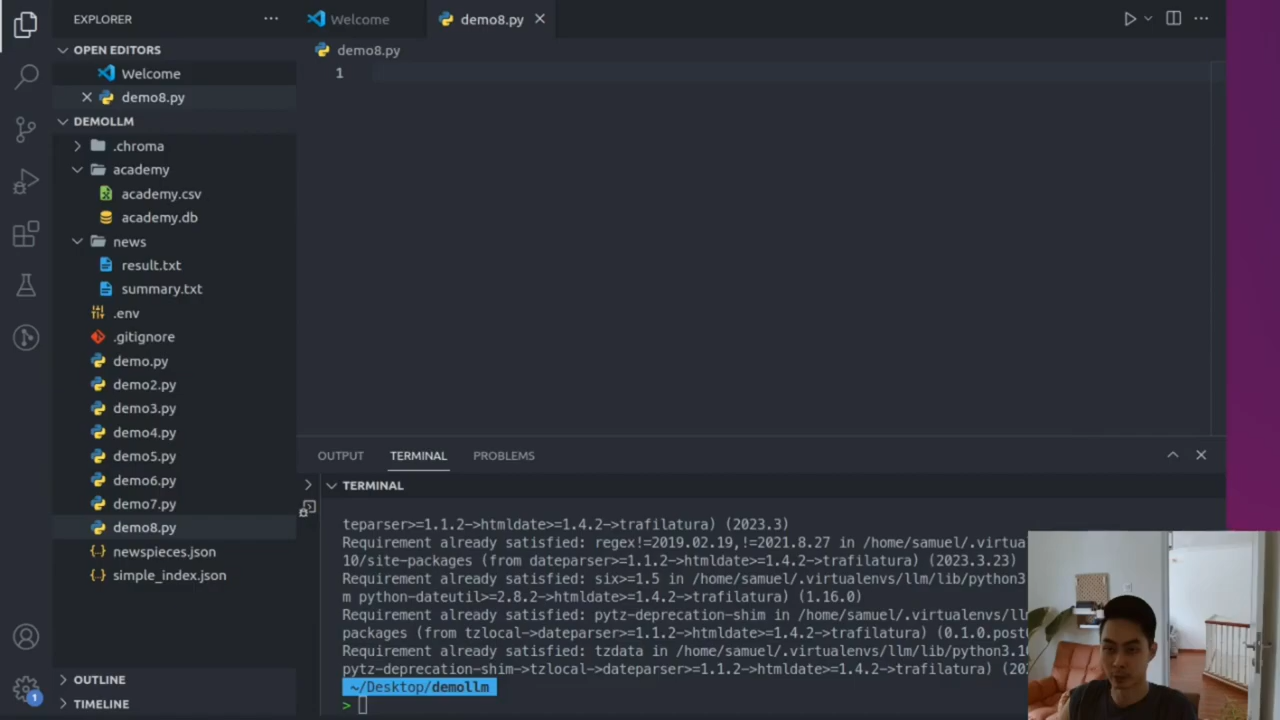 EXPLORER
Welcome
demo8.py
OPEN EDITORS
Welcome
demo8.py
DEMOLLM
.chroma
academy
academy.csv
academy.db
news
result.txt
summary.txt
.env
.gitignore
demo.py
demo2.py
demo3.py
demo4.py
demo5.py
demo6.py
demo7.py
demo8.py
newspieces.json
simple_index.json
OUTLINE
TIMELINE
1
demo8.py
1
OUTPUT
TERMINAL
PROBLEMS
TERMINAL
teparser>=1.1.2->htmldate>=1.4.2->trafilatura) (2023.3)
Requirement already satisfied: regex!=2019.02.19,!=2021.8.27 in /home/samuel/.virtua
10/site-packages (from dateparser>=1.1.2->htmldate>=1.4.2->trafilatura) (2023.3.23)
Requirement already satisfied: six>=1.5 in /home/samuel/.virtualenvs/llm/lib/python3
m python-dateutil>=2.8.2->htmldate>=1.4.2->trafilatura) (1.16.0)
Requirement already satisfied: pytz-deprecation-shim in /home/samuel/.virtualenvs/ll
packages (from tzlocal->dateparser>=1.1.2->htmldate>=1.4.2->trafilatura) (0.1.0.post
Requirement already satisfied: tzdata in /home/samuel/.virtualenvs/llm/lib/python3.1
pytz-deprecation-shim->tzlocal->dateparser>=1.1.2->htmldate>=1.4.2->trafilatura) (20
~/Desktop/demollm
>